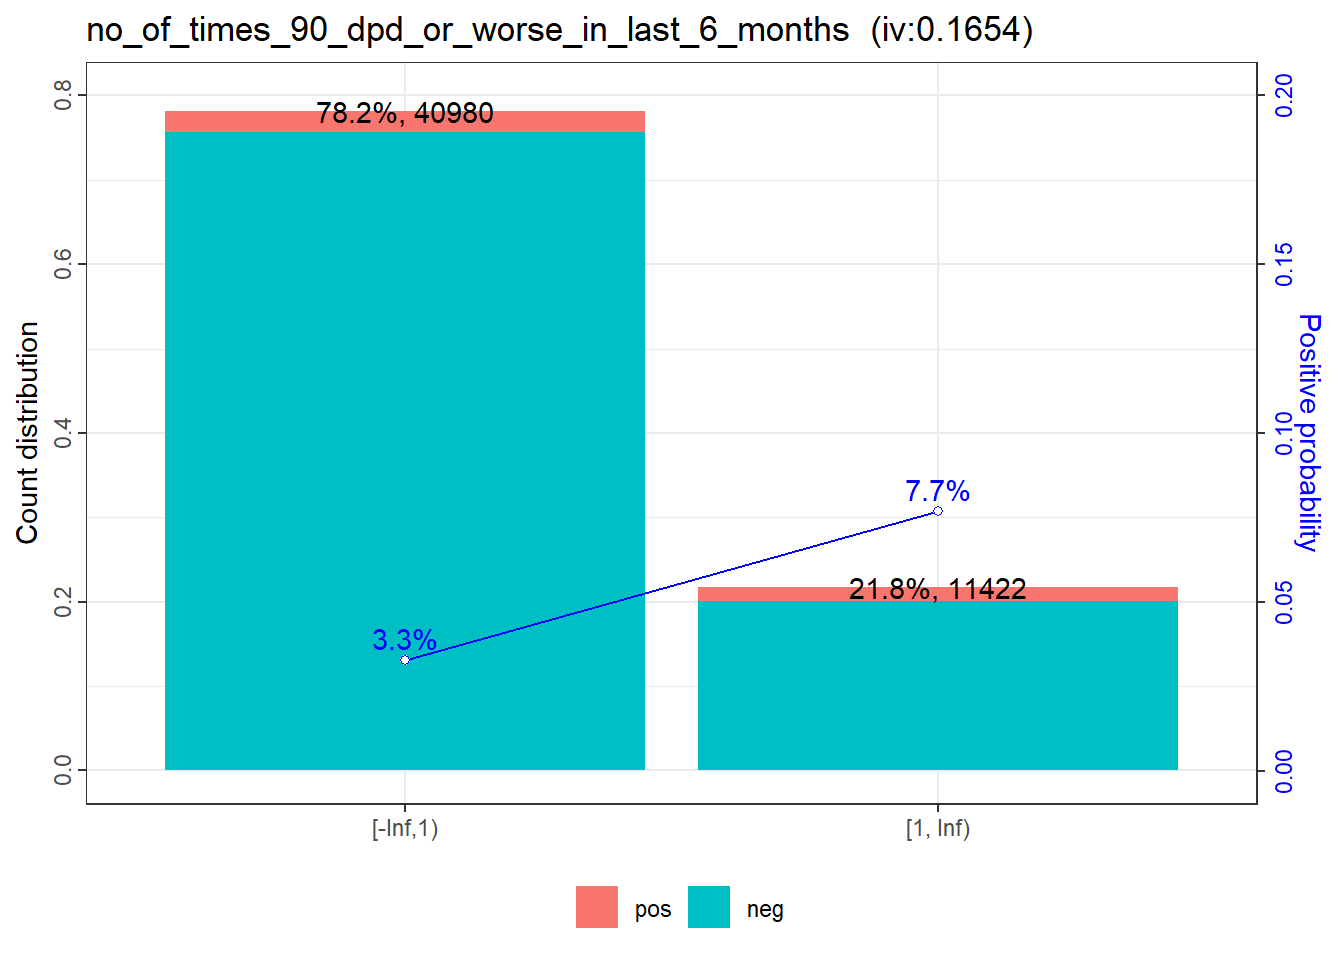 no_of_times_90_dpd_or_worse_in_last_6_months (iv:0.1654)
Count distribution
0.8
0.6
0.4
0.2
0.0
78.2%, 40980
3.3%
7.7%
21.8%, 11422
0.20
0.15
0.10
0.05
0.00
Positive probability
[-Inf,1)
[1, Inf)
pos
neg